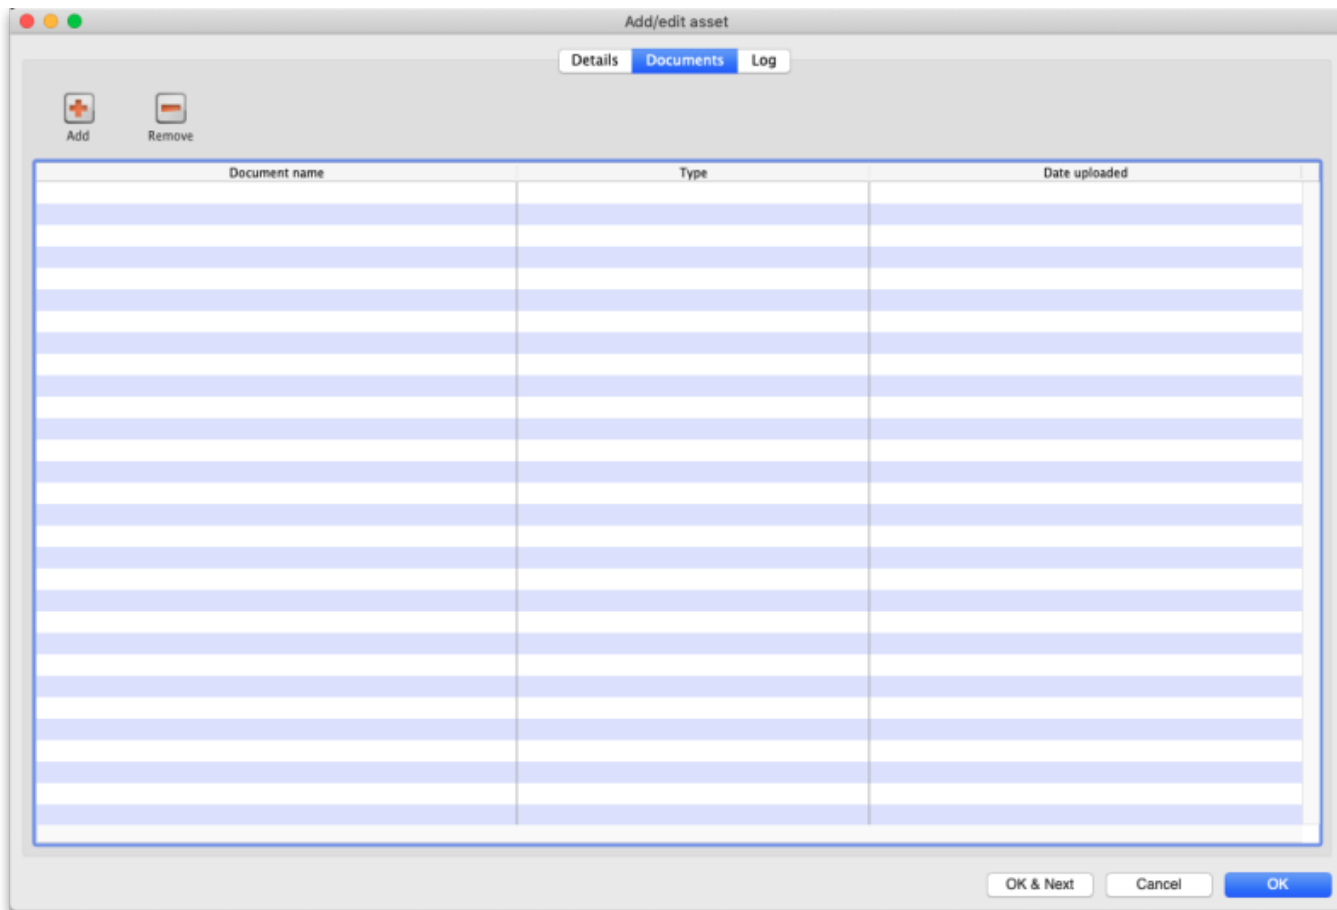 Add/edit asset
Details Documents Log
Add Remove
Document name Type Date uploaded
OK & Next Cancel OK